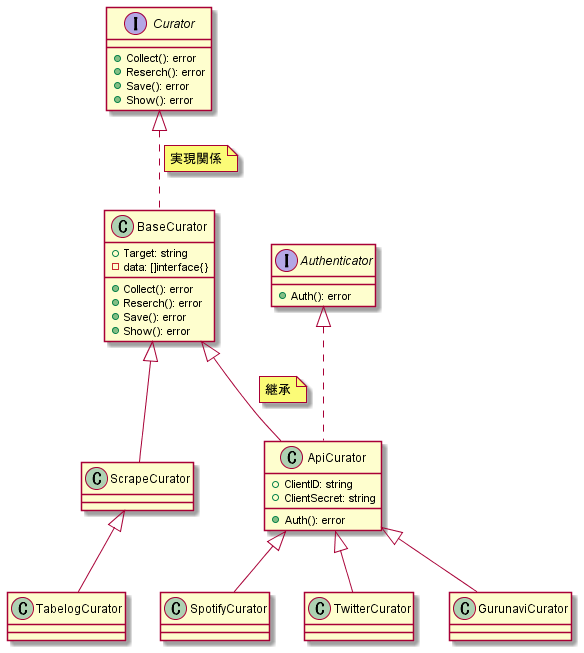 I Curator
Collect(): error
Reserch(): error
Save(): error
Show(): error
実現関係
C BaseCurator
Target: string
data: []interface{}
Collect(): error
Reserch(): error
Save(): error
Show(): error
I Authenticator
Auth(): error
継承
C ScrapeCurator
C ApiCurator
ClientID: string
ClientSecret: string
Auth(): error
C TabelogCurator
C SpotifyCurator
C TwitterCurator
C GurunaviCurator